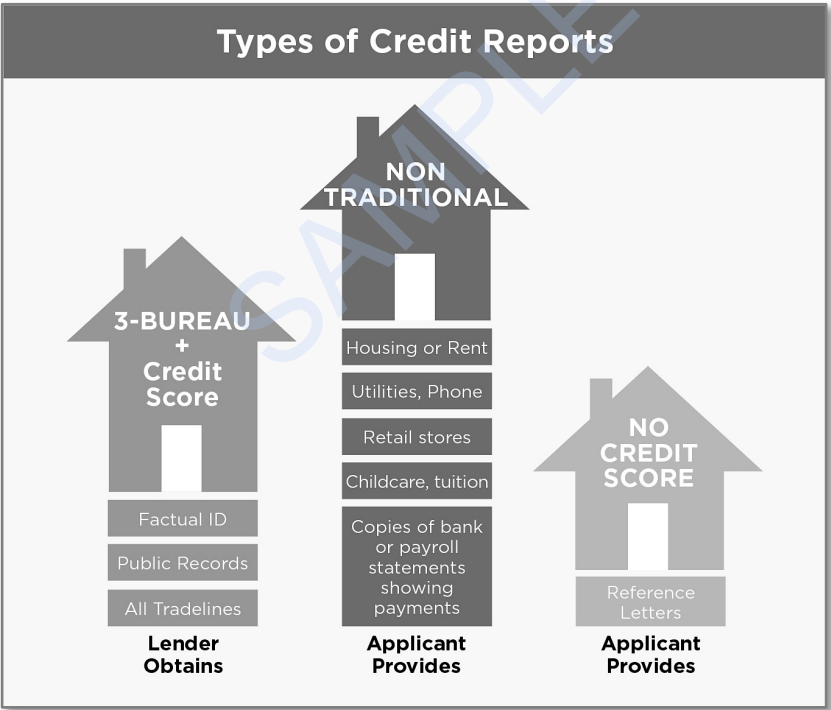 Types of Credit Reports
SAMPLE
3-BUREAU
+
Credit
Score
Factual ID
Public Records
All Tradelines
Lender
Obtains
NON
TRADITIONAL
Housing or Rent
Utilities, Phone
Retail stores
Childcare, tuition
Copies of bank
or payroll
statements
showing
payments
Applicant
Provides
NO
CREDIT
SCORE
Reference
Letters
Applicant
Provides